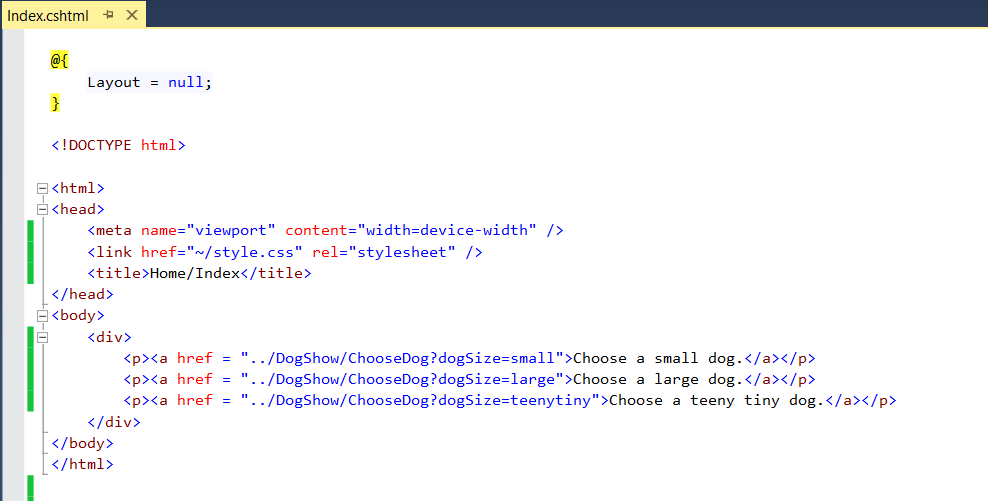 Index.cshtml
@{
    Layout = null;
}
<!DOCTYPE html>
<html>
<head>
    <meta name="viewport" content="width=device-width" />
    <link href="~/style.css" rel="stylesheet" />
    <title>Home/Index</title>
</head>
<body>
    <div>
        <p><a href = "../DogShow/ChooseDog?dogSize=small">Choose a small dog.</a></p>
        <p><a href = "../DogShow/ChooseDog?dogSize=large">Choose a large dog.</a></p>
        <p><a href = "../DogShow/ChooseDog?dogSize=teenytiny">Choose a teeny tiny dog.</a></p>
    </div>
</body>
</html>